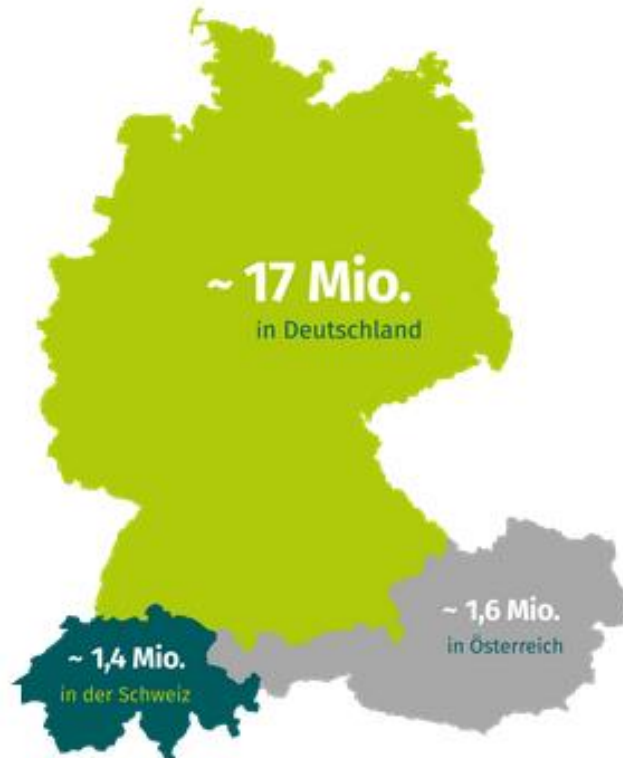 ~ 17 Mio.
in Deutschland
~ 1,6 Mio.
in Österreich
~ 1,4 Mio.
in der Schweiz